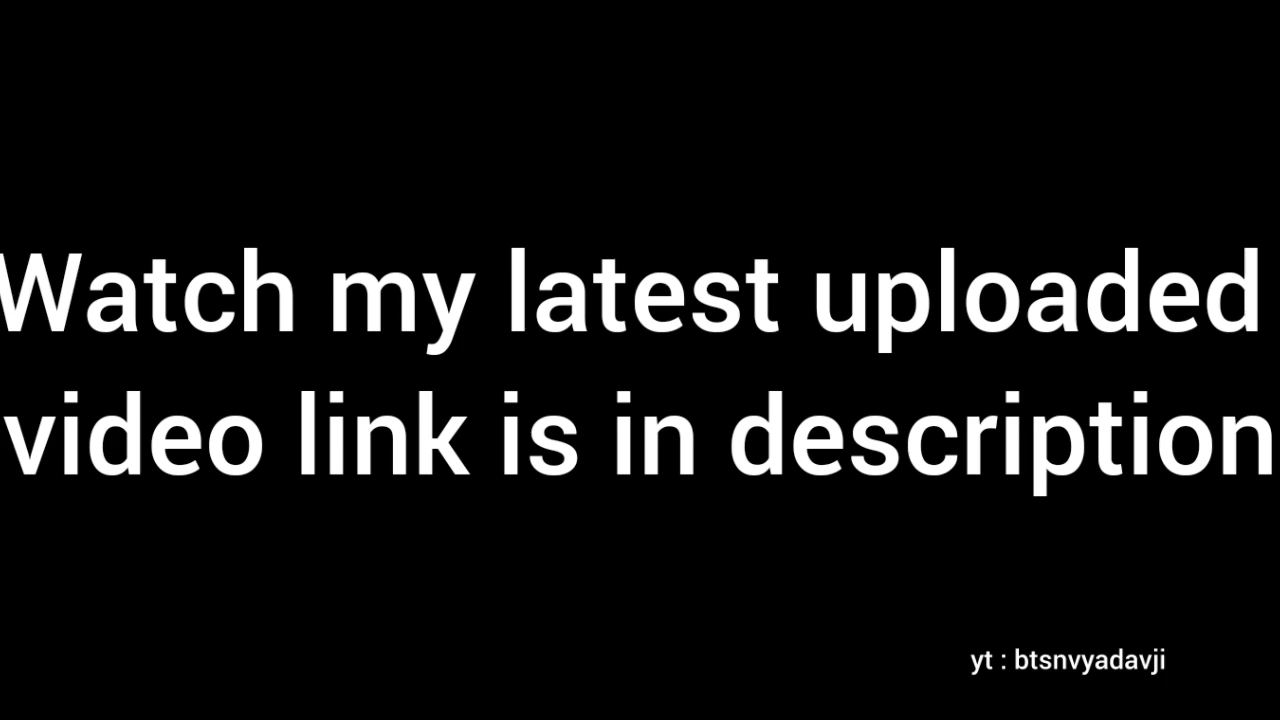 Watch my latest uploaded
video link is in description
yt : btsnvyadavji